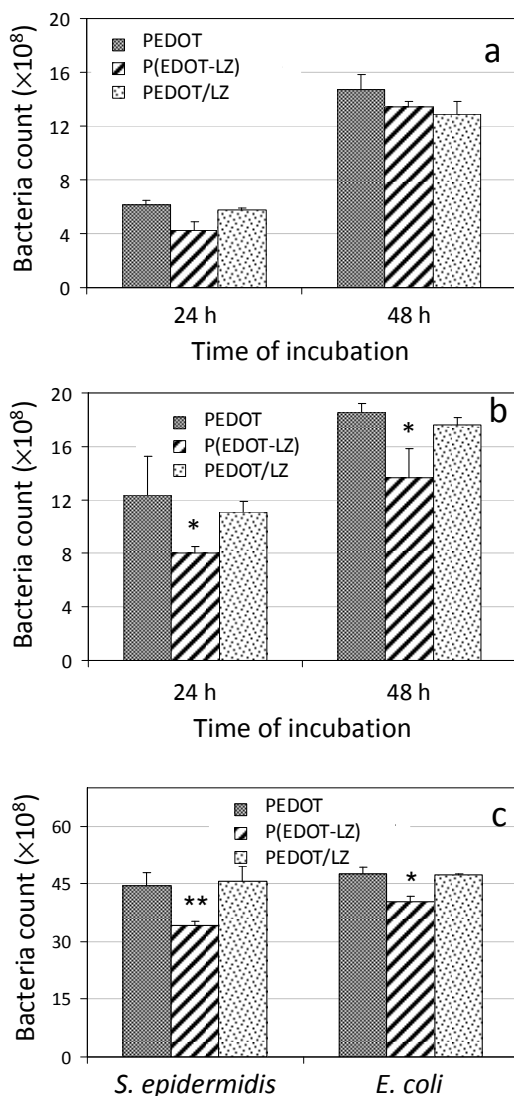 20
16
12
8
4
0
Bacteria count (×10⁸)
PEDOT
P(EDOT-LZ)
PEDOT/LZ
a
24 h
48 h
Time of incubation
20
16
12
8
4
0
Bacteria count (×10⁸)
PEDOT
P(EDOT-LZ)
PEDOT/LZ
b
*
*
24 h
48 h
Time of incubation
60
45
30
15
0
Bacteria count (×10⁸)
PEDOT
P(EDOT-LZ)
PEDOT/LZ
c
**
*
S. epidermidis
E. coli